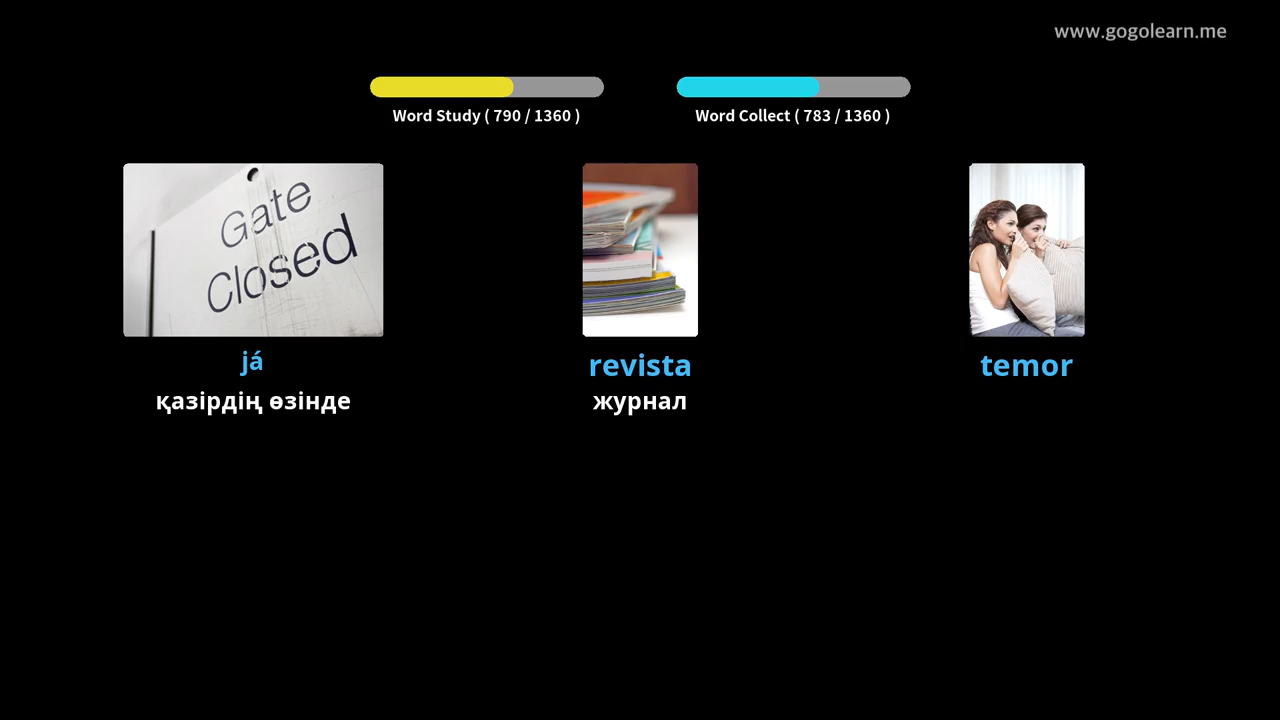 www.gogolearn.me
Word Study ( 790 / 1360 )
Word Collect ( 783 / 1360 )
Gate
Closed
já
қазірдің өзінде
revista
журнал
temor